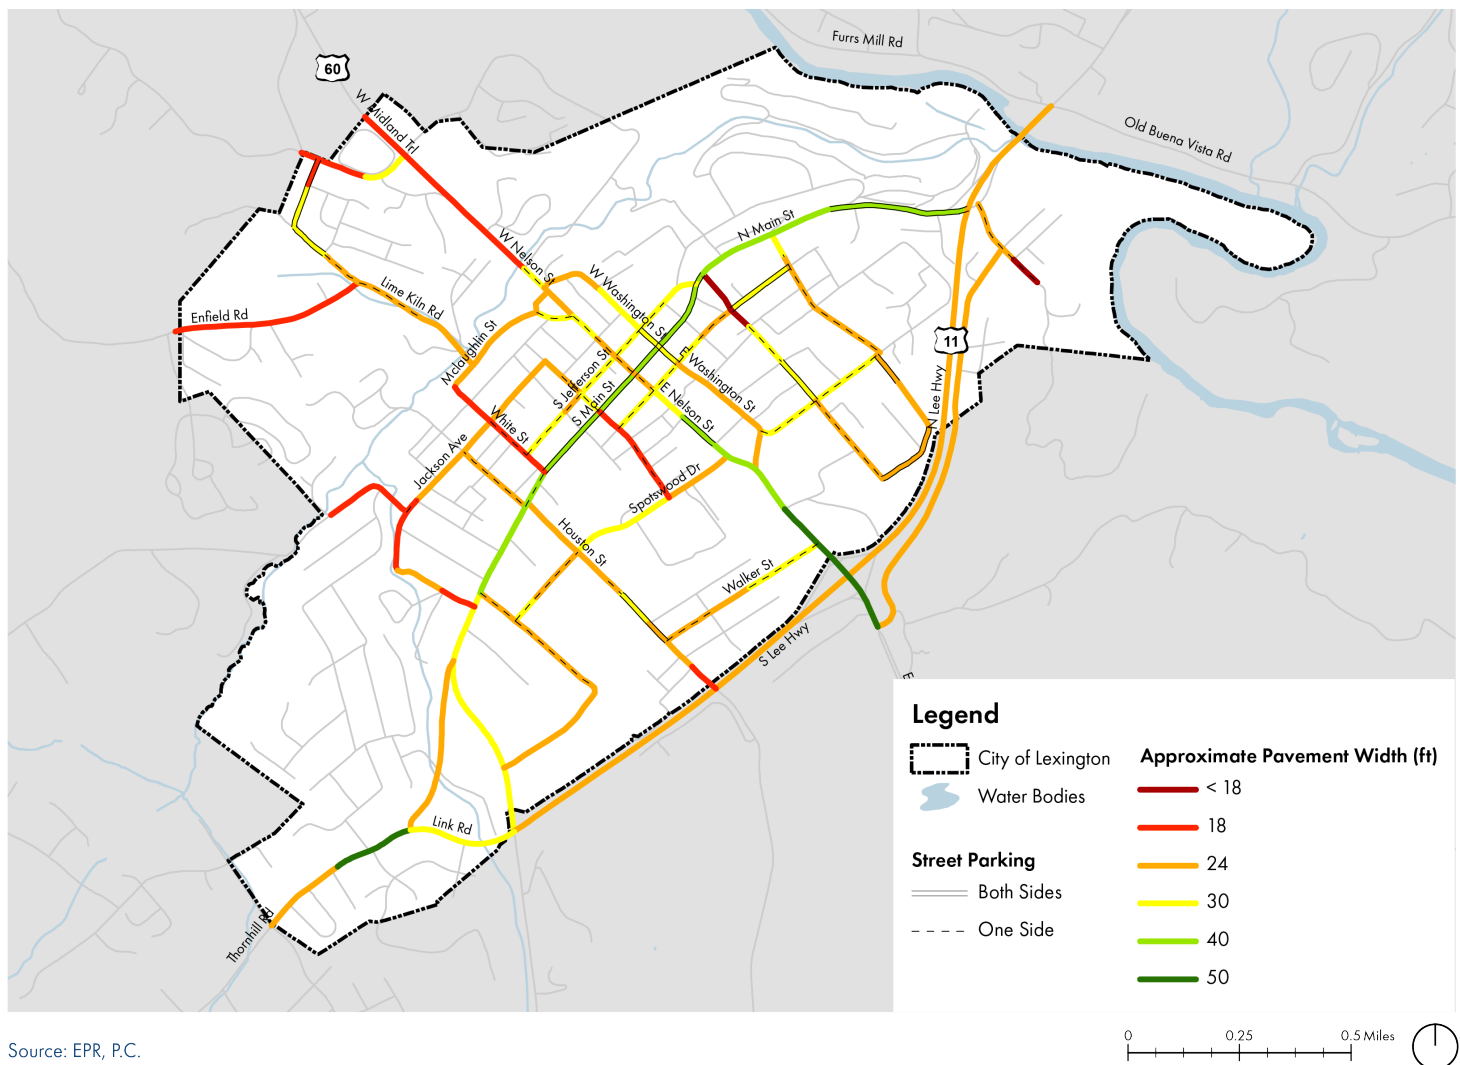 Furrs Mill Rd
60
W Midland Trl
Old Buena Vista Rd
N Main St
W Nelson St
W Washington St
Lime Kiln Rd
Enfield Rd
Mclaughlin St
11
N Lee Hwy
S Jefferson St
E Washington St
S Main St
E Nelson St
White St
Jackson Ave
Spotswood Dr
Houston St
Walker St
S Lee Hwy
E
Link Rd
Thornhill Rd
Legend
City of Lexington
Water Bodies
Street Parking
Both Sides
One Side
Approximate Pavement Width (ft)
< 18
18
24
30
40
50
Source: EPR, P.C.
0 0.25 0.5 Miles